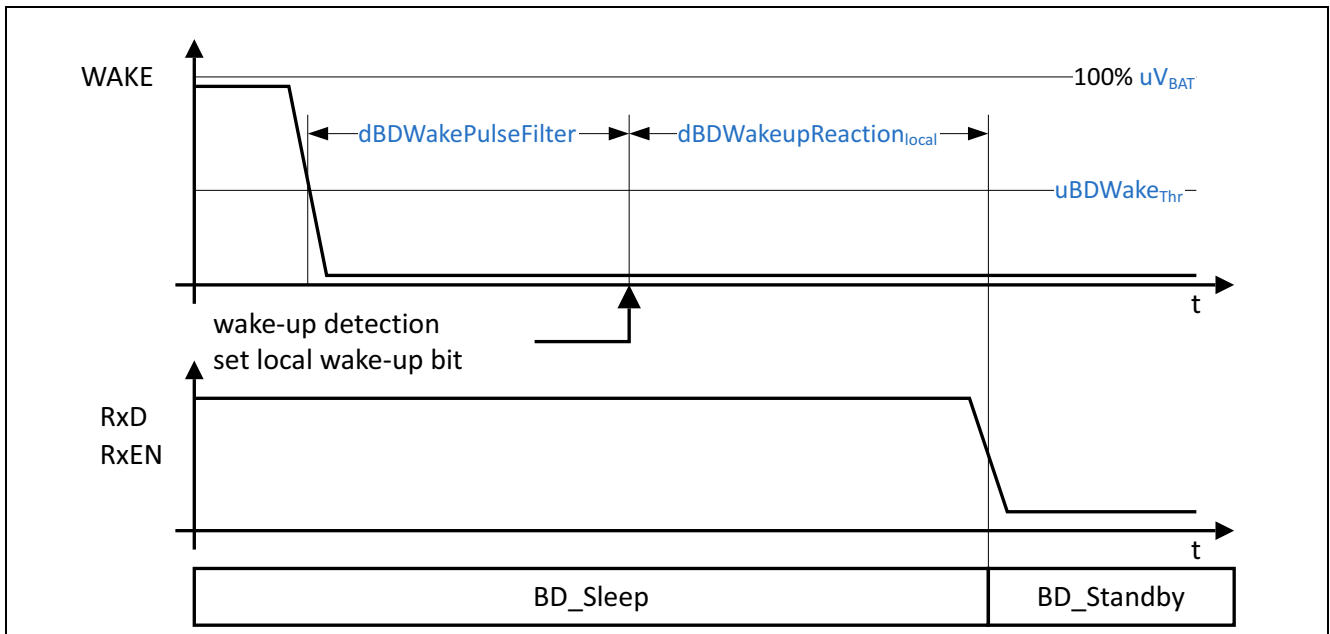 WAKE
100% uVBAT
dBDWakePulseFilter
dBDWakeupReactionlocal
uBDWakeThr
t
wake-up detection
set local wake-up bit
RxD
RxEN
t
BD_Sleep
BD_Standby